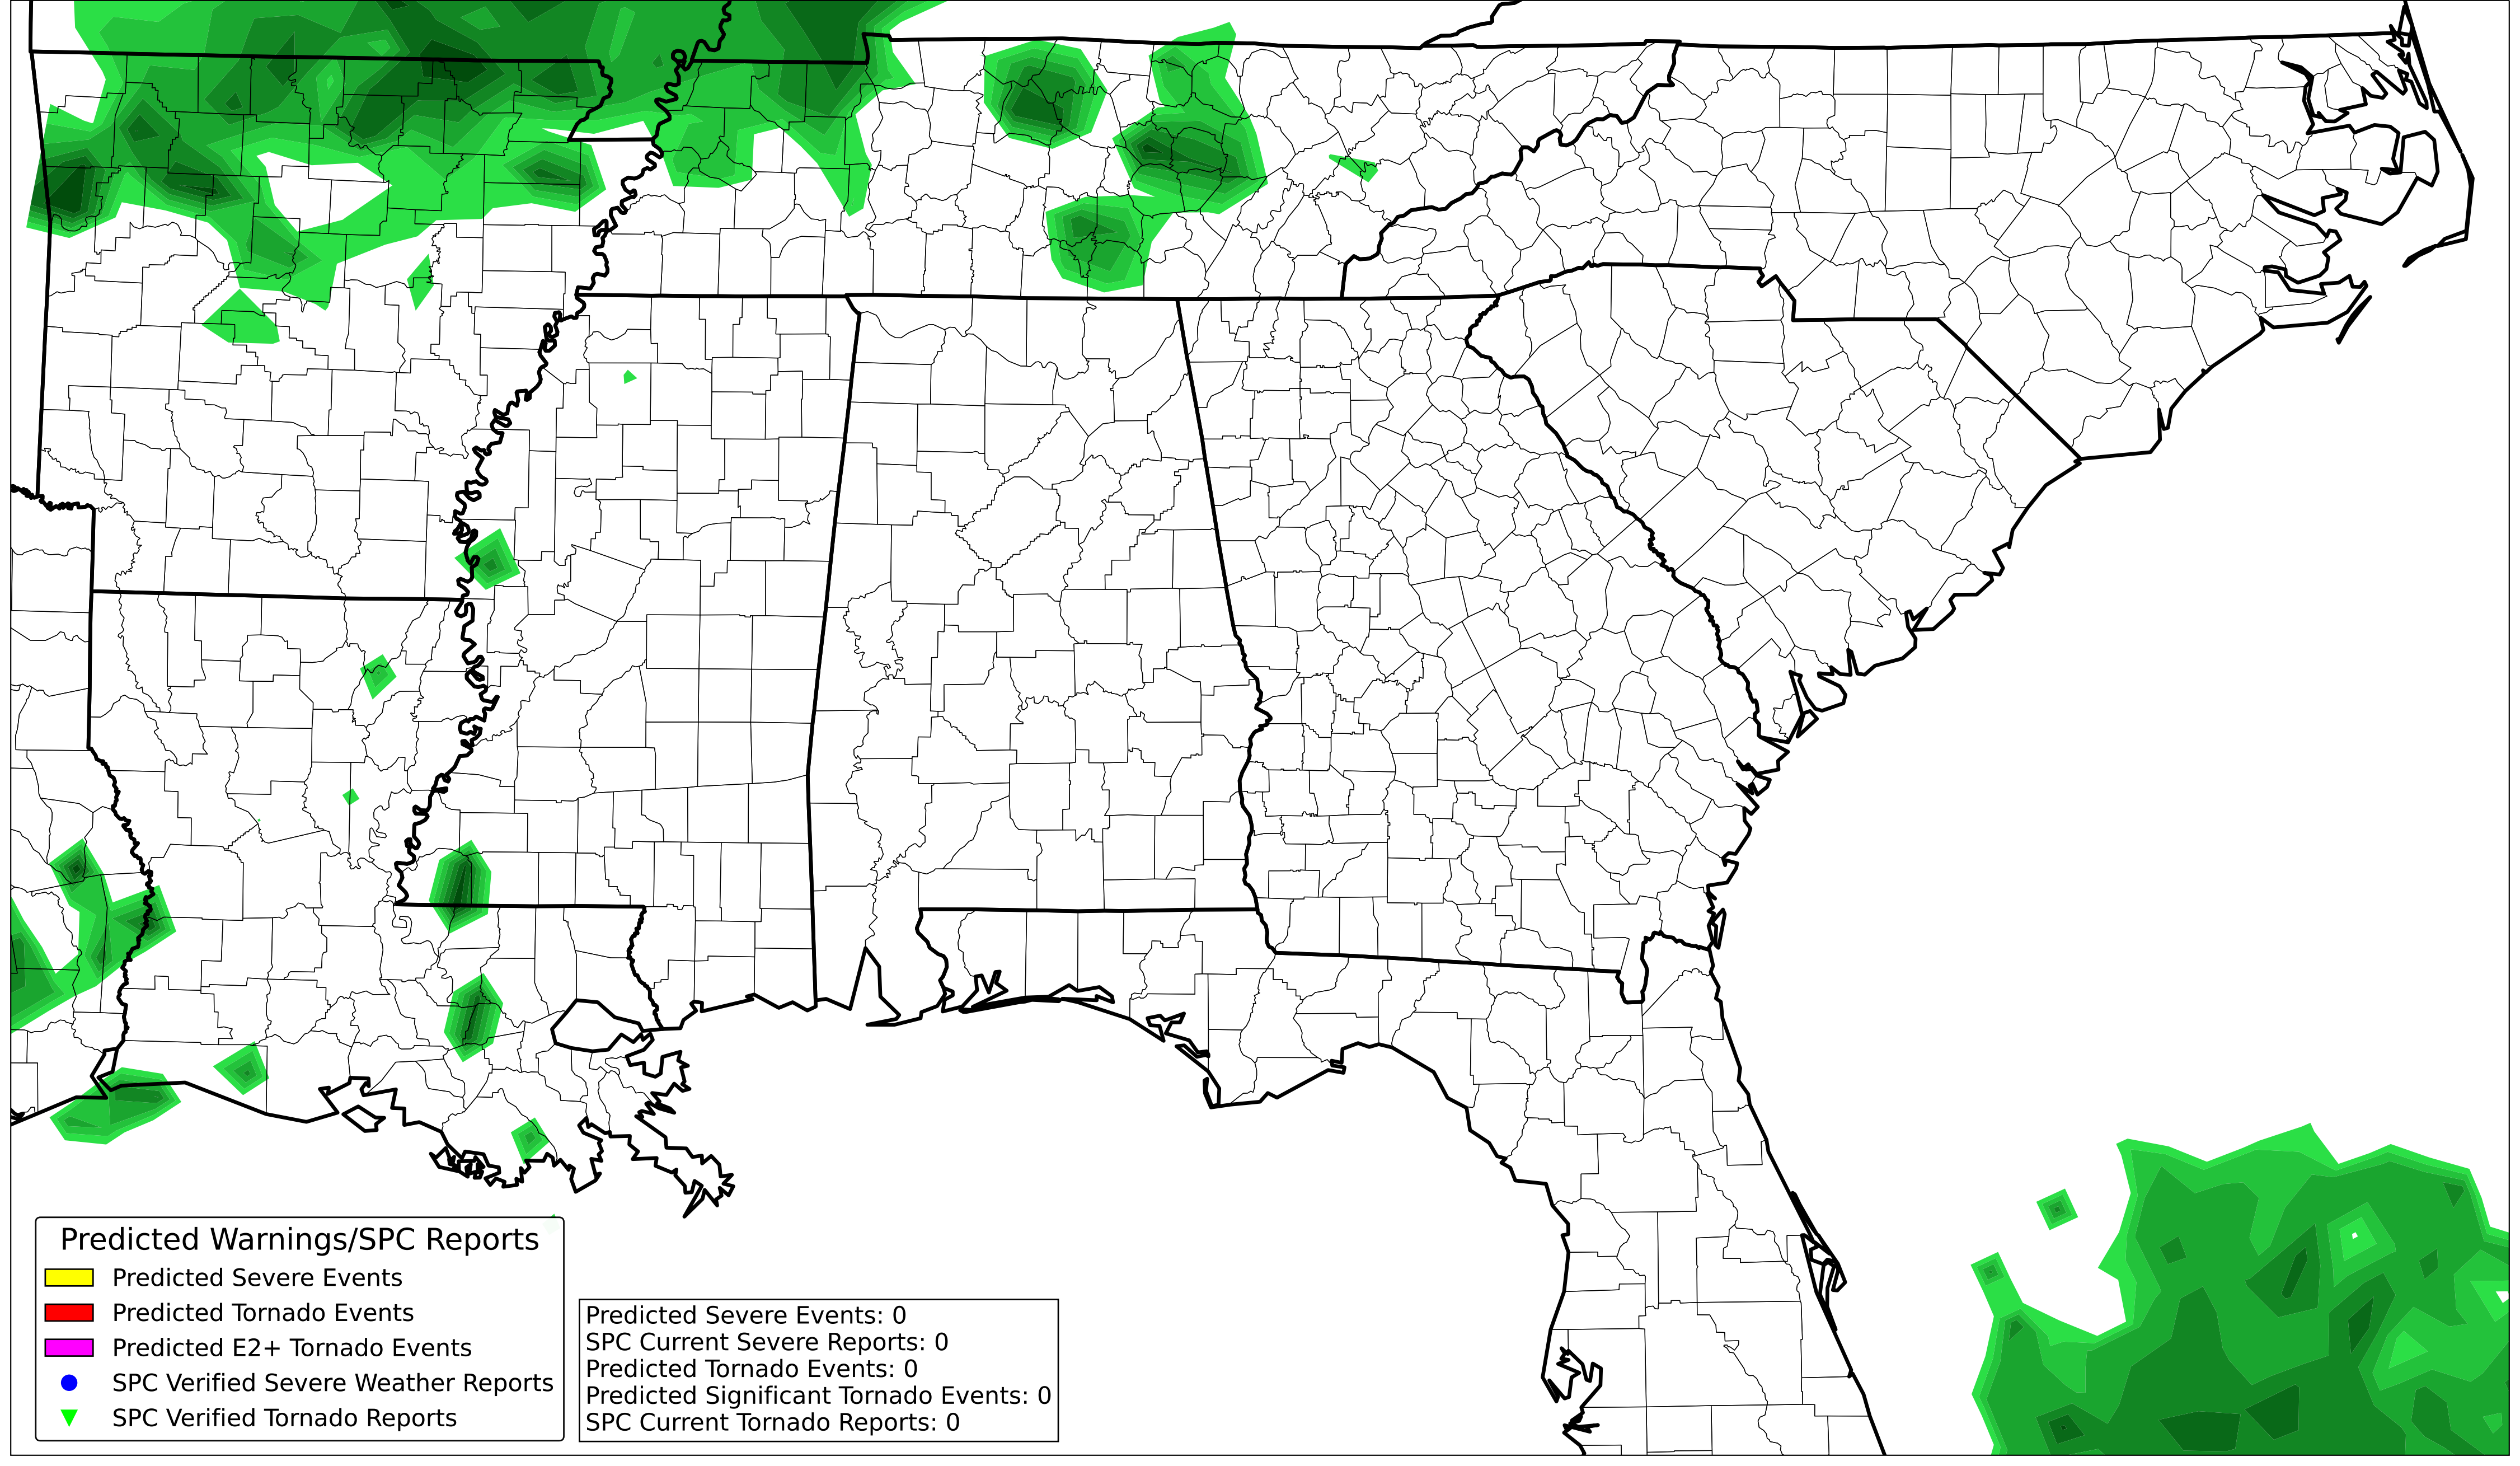 Predicted Warnings/SPC Reports
Predicted Severe Events
Predicted Tornado Events
Predicted E2+ Tornado Events
SPC Verified Severe Weather Reports
SPC Verified Tornado Reports
Predicted Severe Events: 0
SPC Current Severe Reports: 0
Predicted Tornado Events: 0
Predicted Significant Tornado Events: 0
SPC Current Tornado Reports: 0